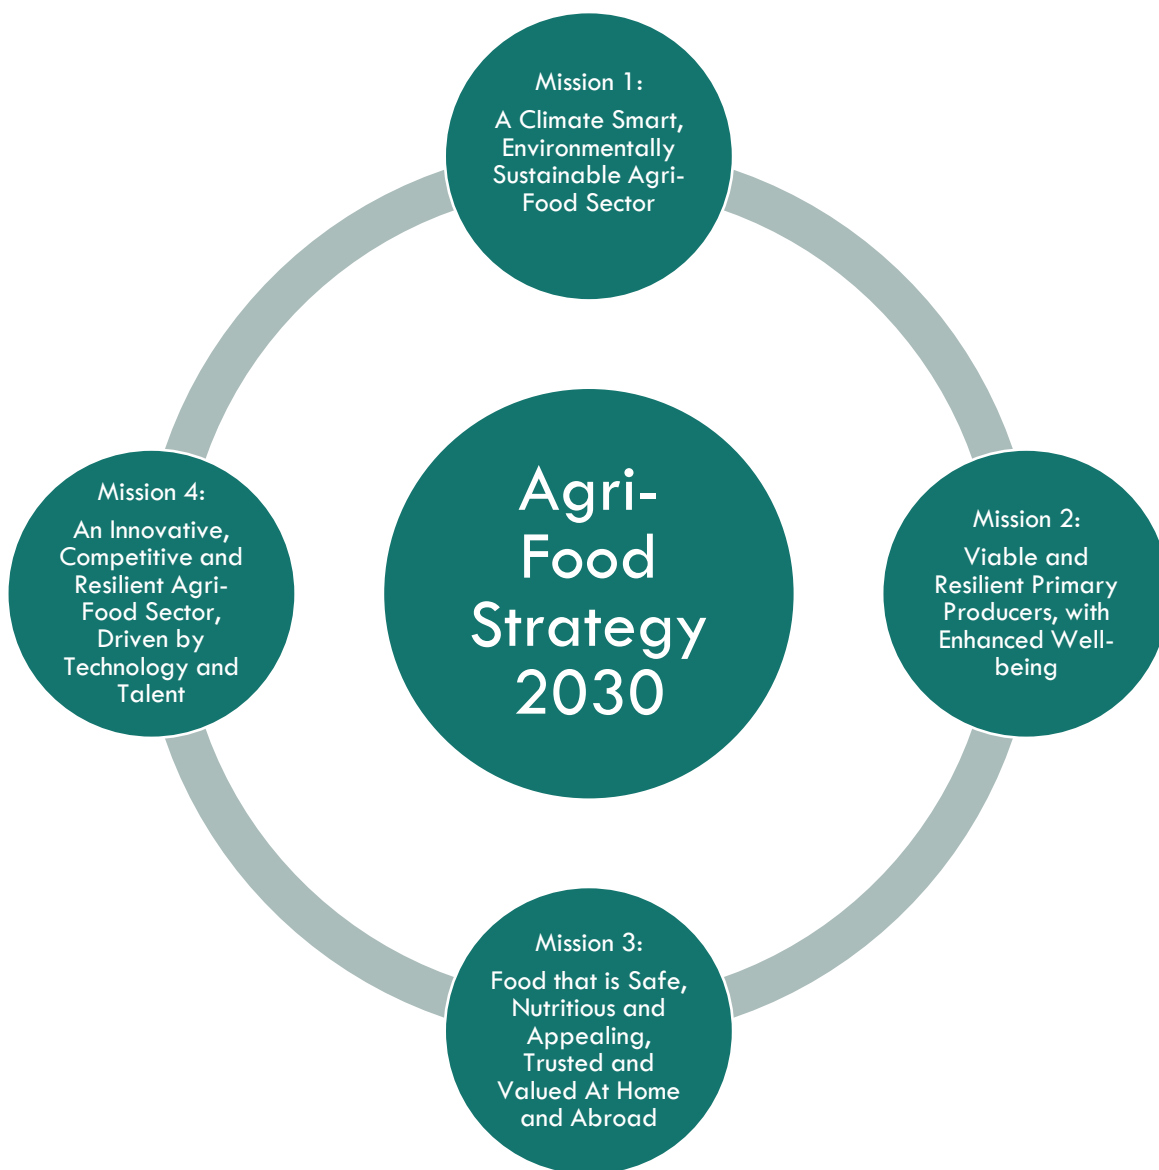 Mission 1:
A Climate Smart,
Environmentally
Sustainable Agri-
Food Sector
Agri-
Food
Strategy
2030
Mission 2:
Viable and
Resilient Primary
Producers, with
Enhanced Well-
being
Mission 3:
Food that is Safe,
Nutritious and
Appealing,
Trusted and
Valued At Home
and Abroad
Mission 4:
An Innovative,
Competitive and
Resilient Agri-
Food Sector,
Driven by
Technology and
Talent